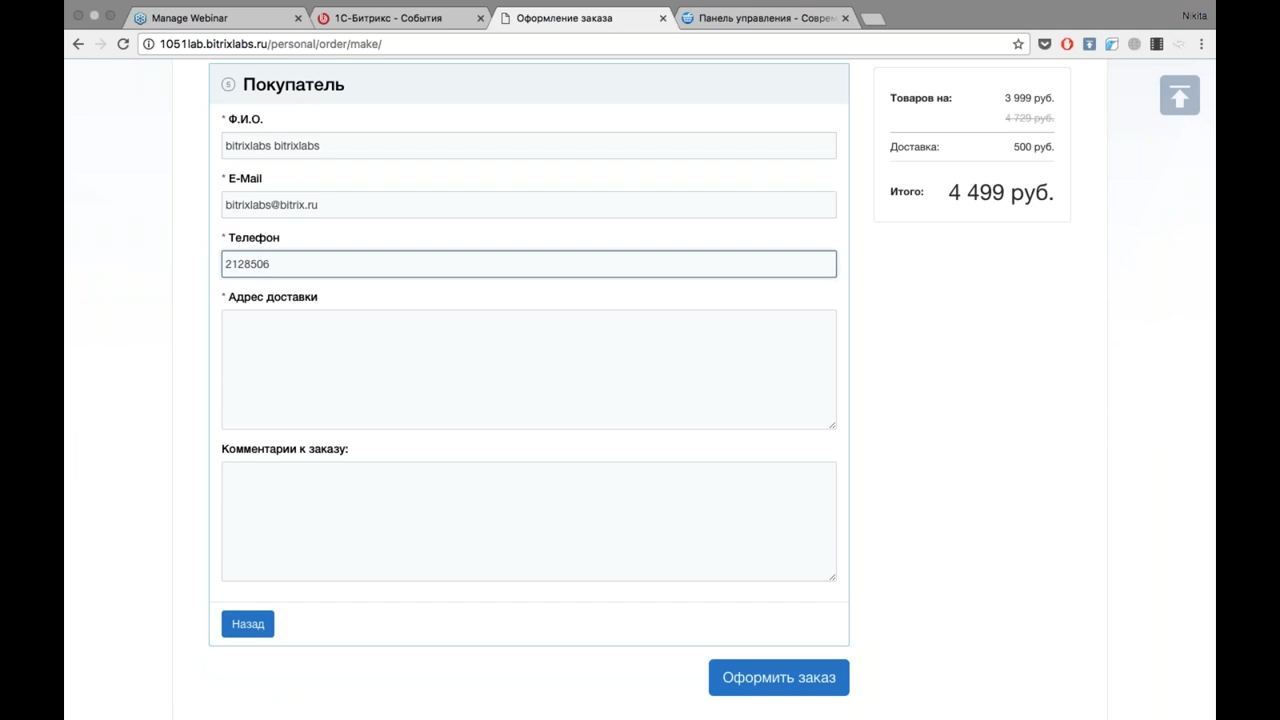 Manage Webinar
1С-Битрикс - События
Оформление заказа
Панель управления - Соврем
Nikita
1051lab.bitrixlabs.ru/personal/order/make/
5 Покупатель
* Ф.И.О.
bitrixlabs bitrixlabs
* E-Mail
bitrixlabs@bitrix.ru
* Телефон
2128506
* Адрес доставки
Комментарии к заказу:
Назад
Оформить заказ
Товаров на: 3 999 руб.
4 729 руб.
Доставка: 500 руб.
Итого: 4 499 руб.